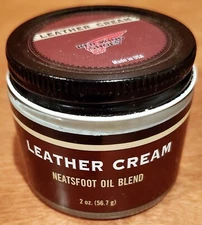 LEATHER CREAM
Made in USA
LEATHER CREAM
NEATSFOOT OIL BLEND
2 oz. (56.7 g)